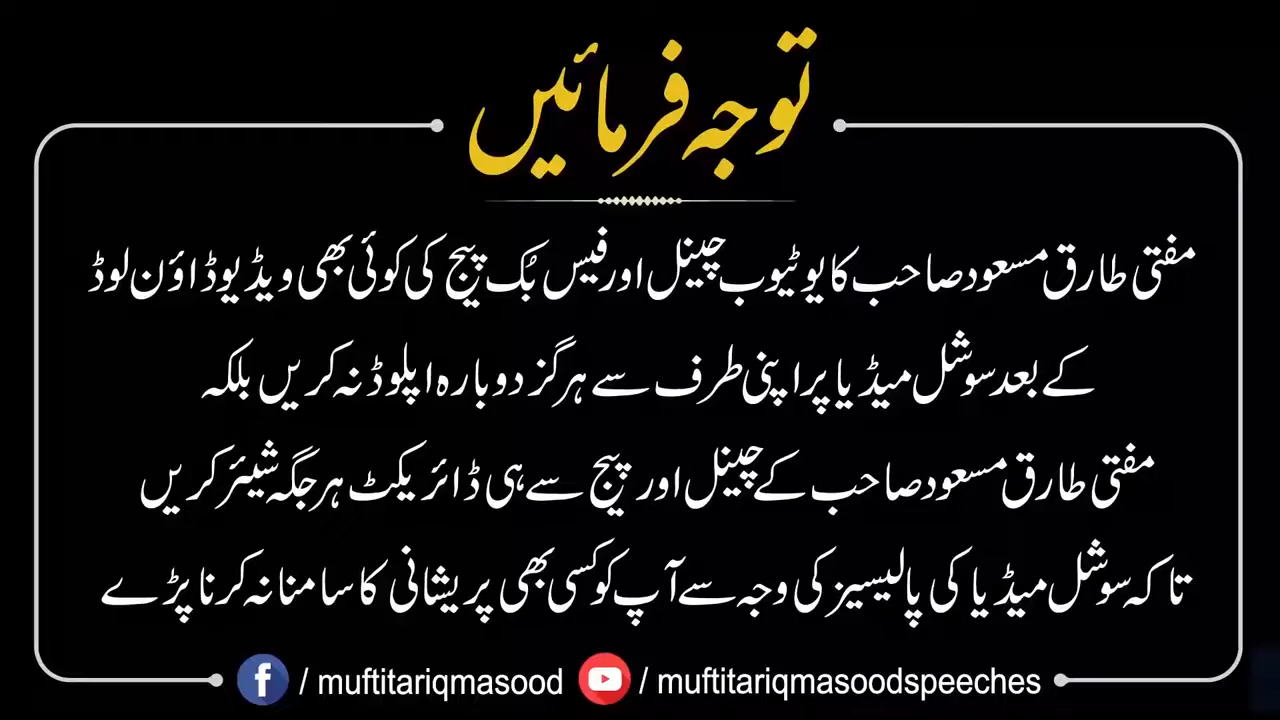 توجہ فرمائیں
مفتی طارق مسعود صاحب کا یوٹیوب چینل اور فیس بُک پیج کی کوئی بھی ویڈیو ڈاؤن لوڈ
کے بعد سوشل میڈیا پر اپنی طرف سے ہرگز دوبارہ اپلوڈ نہ کریں بلکہ
مفتی طارق مسعود صاحب کے چینل اور پیج سے ہی ڈائریکٹ ہر جگہ شیئر کریں
تاکہ سوشل میڈیا کی پالیسیز کی وجہ سے آپ کو کسی بھی پریشانی کا سامنا نہ کرنا پڑے
/ muftitariqmasood / muftitariqmasoodspeeches